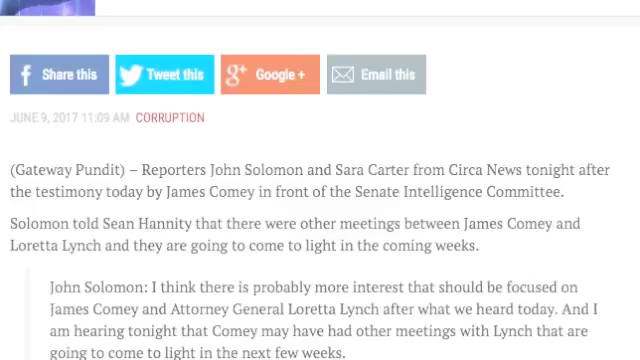 Share this
Tweet this
Google +
Email this
JUNE 9, 2017 11:09 AM CORRUPTION
(Gateway Pundit) – Reporters John Solomon and Sara Carter from Circa News tonight after
the testimony today by James Comey in front of the Senate Intelligence Committee.
Solomon told Sean Hannity that there were other meetings between James Comey and
Loretta Lynch and they are going to come to light in the coming weeks.
John Solomon: I think there is probably more interest that should be focused on
James Comey and Attorney General Loretta Lynch after what we heard today. And I
am hearing tonight that Comey may have had other meetings with Lynch that are
going to come to light in the next few weeks.